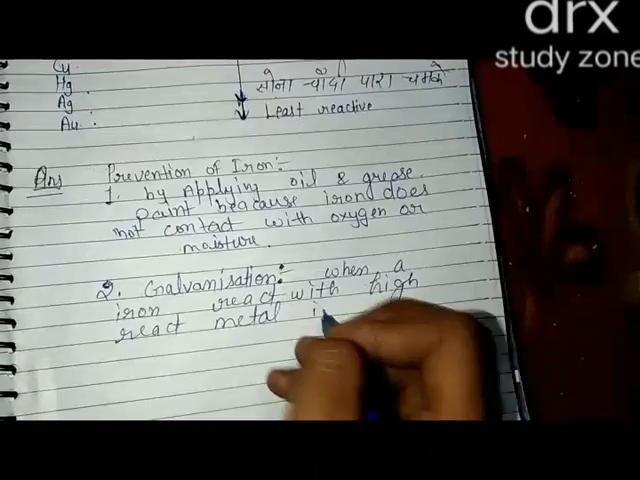 drx
study zone
Cu
Hg
Ag
Au
सोना चाँदी पारा चमके
Least reactive
Ans Prevention of Iron:-
1. by Applying oil & grease
paint beacause iron does
not contact with oxygen or
moisture.
2. Galvanisation:- when a
iron react with high
react metal i